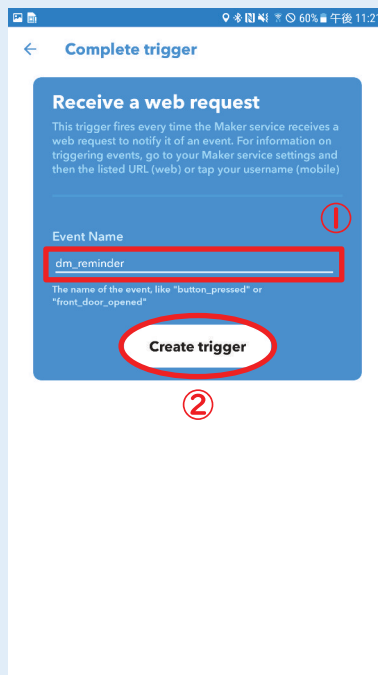 60% 午後 11:21
Complete trigger
Receive a web request
This trigger fires every time the Maker service receives a
web request to notify it of an event. For information on
triggering events, go to your Maker service settings and
then the listed URL (web) or tap your username (mobile)
①
Event Name
dm_reminder
The name of the event, like "button_pressed" or
"front_door_opened"
Create trigger
②